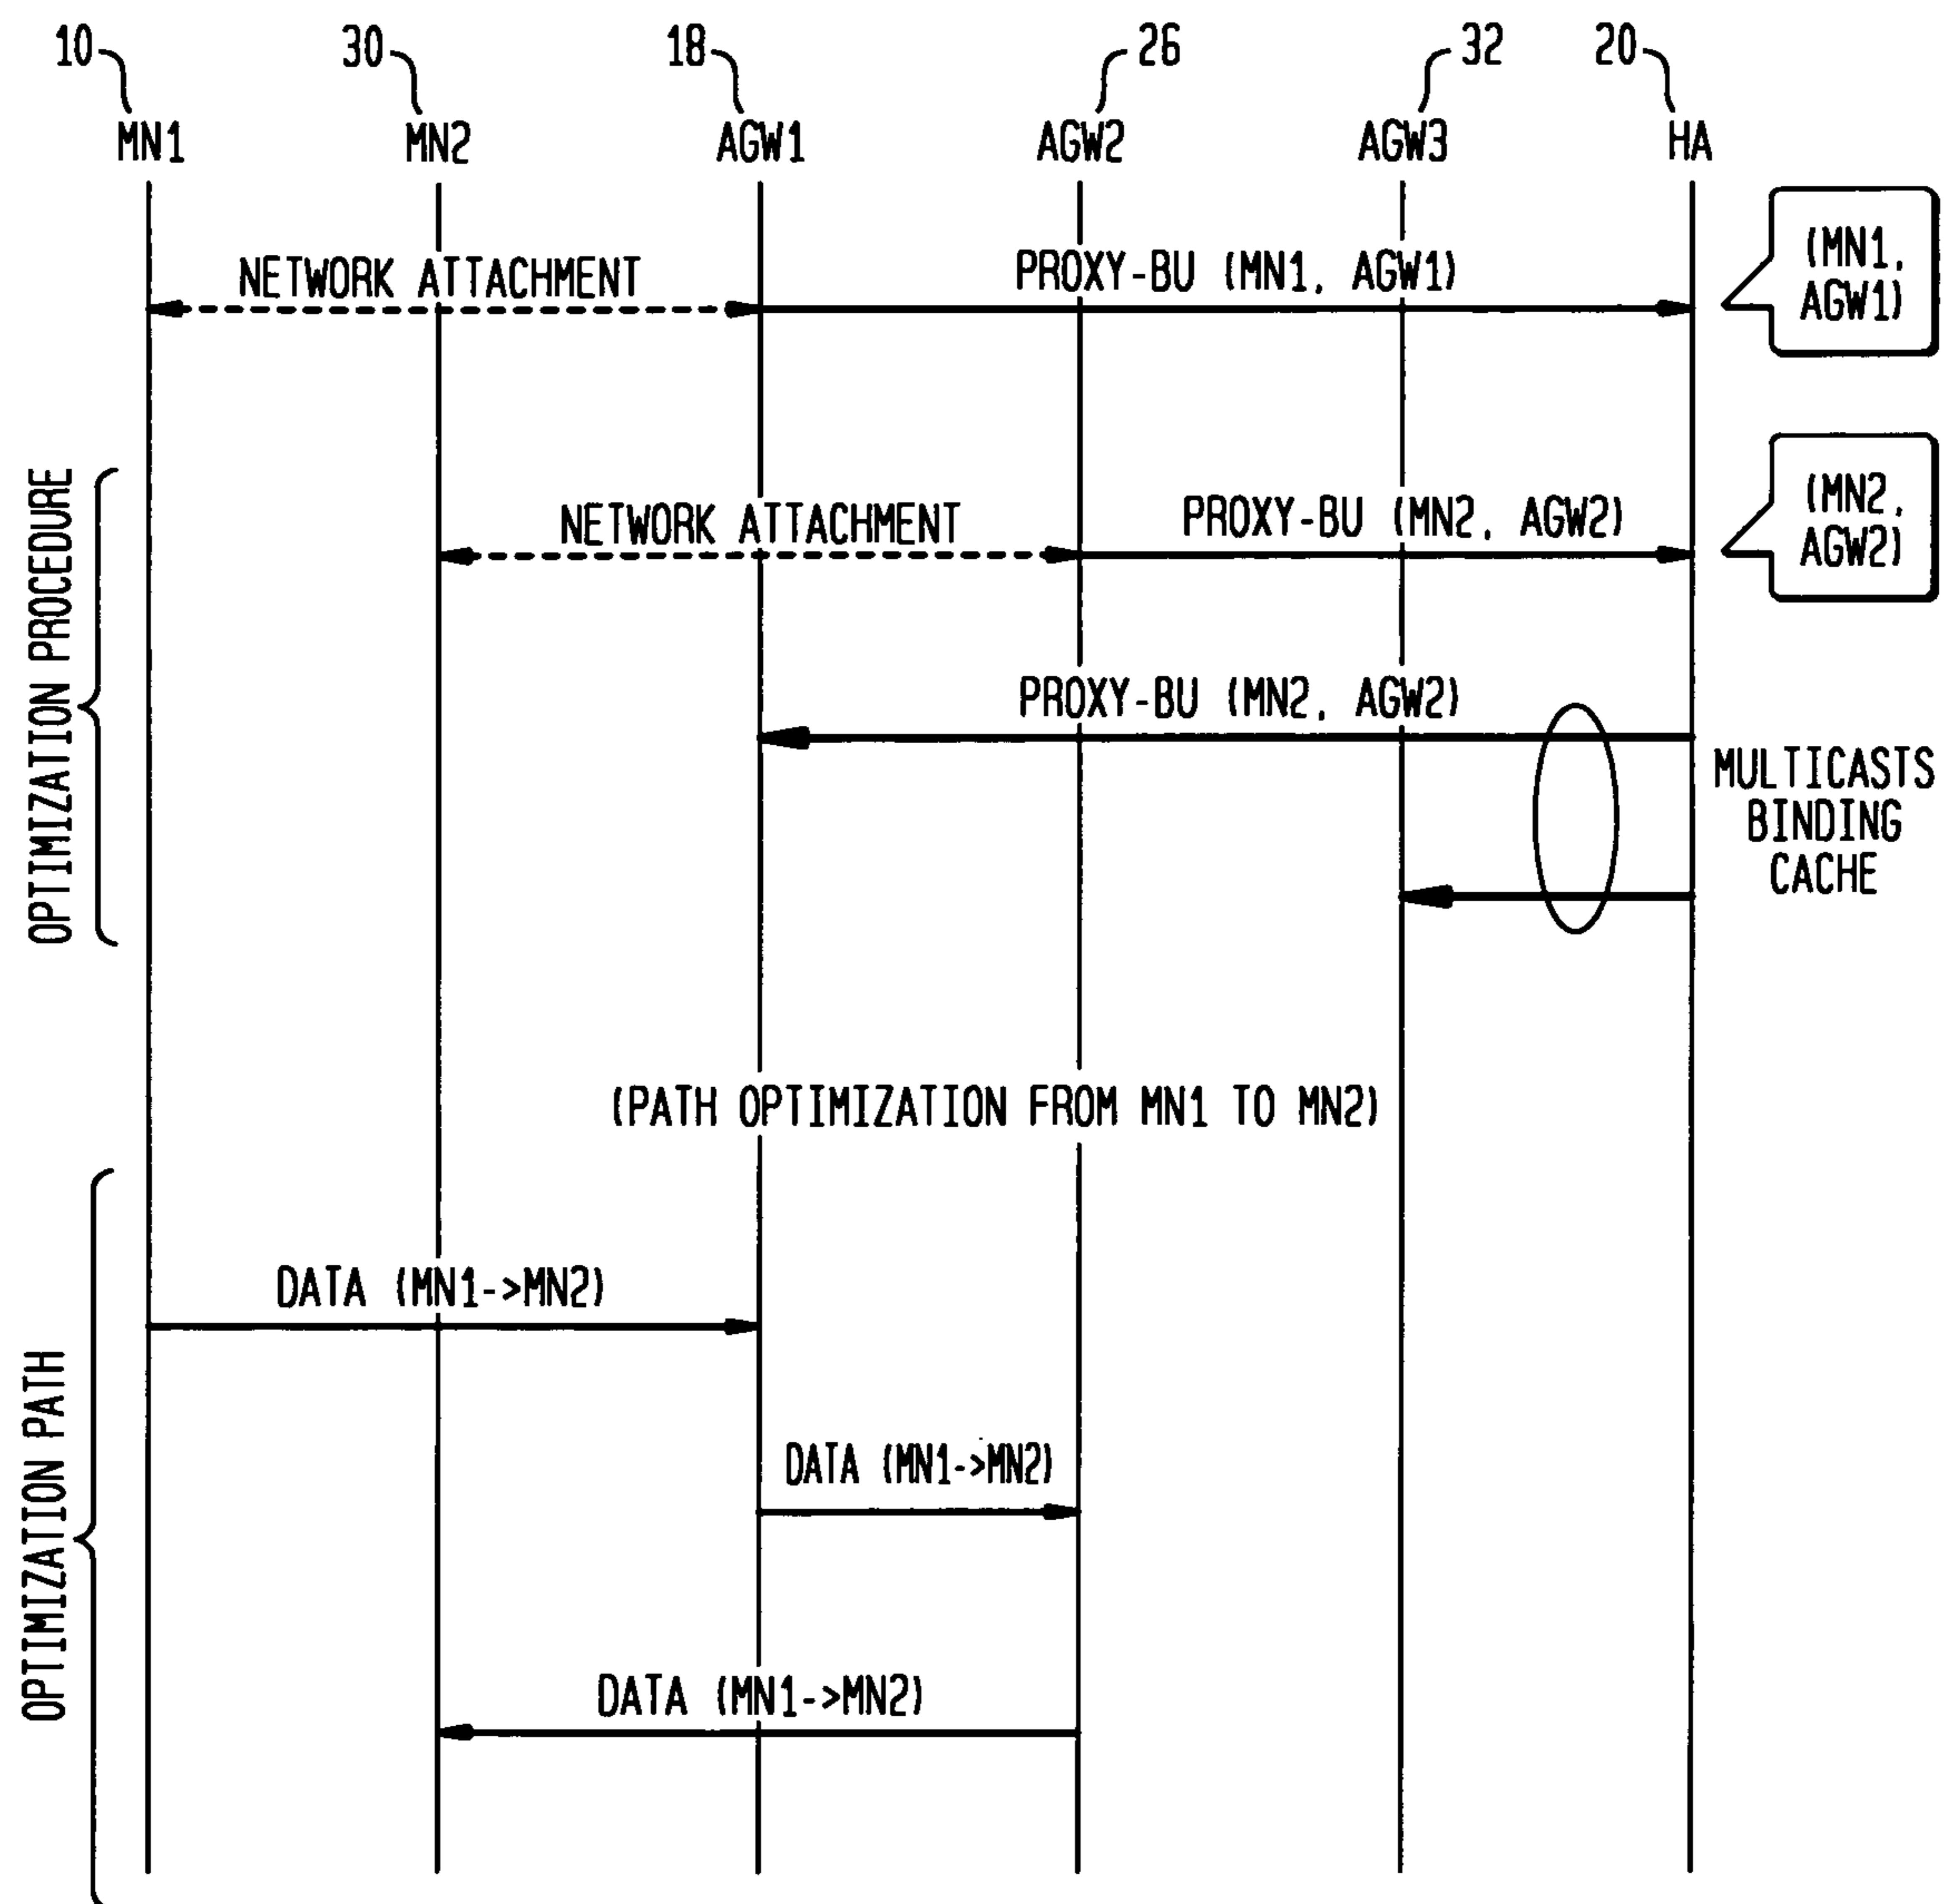 10 30 18 26 32 20
MN1 MN2 AGW1 AGW2 AGW3 HA
NETWORK ATTACHMENT
PROXY-BU (MN1, AGW1)
(MN1,
AGW1)
OPTIMIZATION PROCEDURE
NETWORK ATTACHMENT
PROXY-BU (MN2, AGW2)
(MN2,
AGW2)
PROXY-BU (MN2, AGW2)
MULTICASTS
BINDING
CACHE
(PATH OPTIMIZATION FROM MN1 TO MN2)
OPTIMIZATION PATH
DATA (MN1->MN2)
DATA (MN1->MN2)
DATA (MN1->MN2)